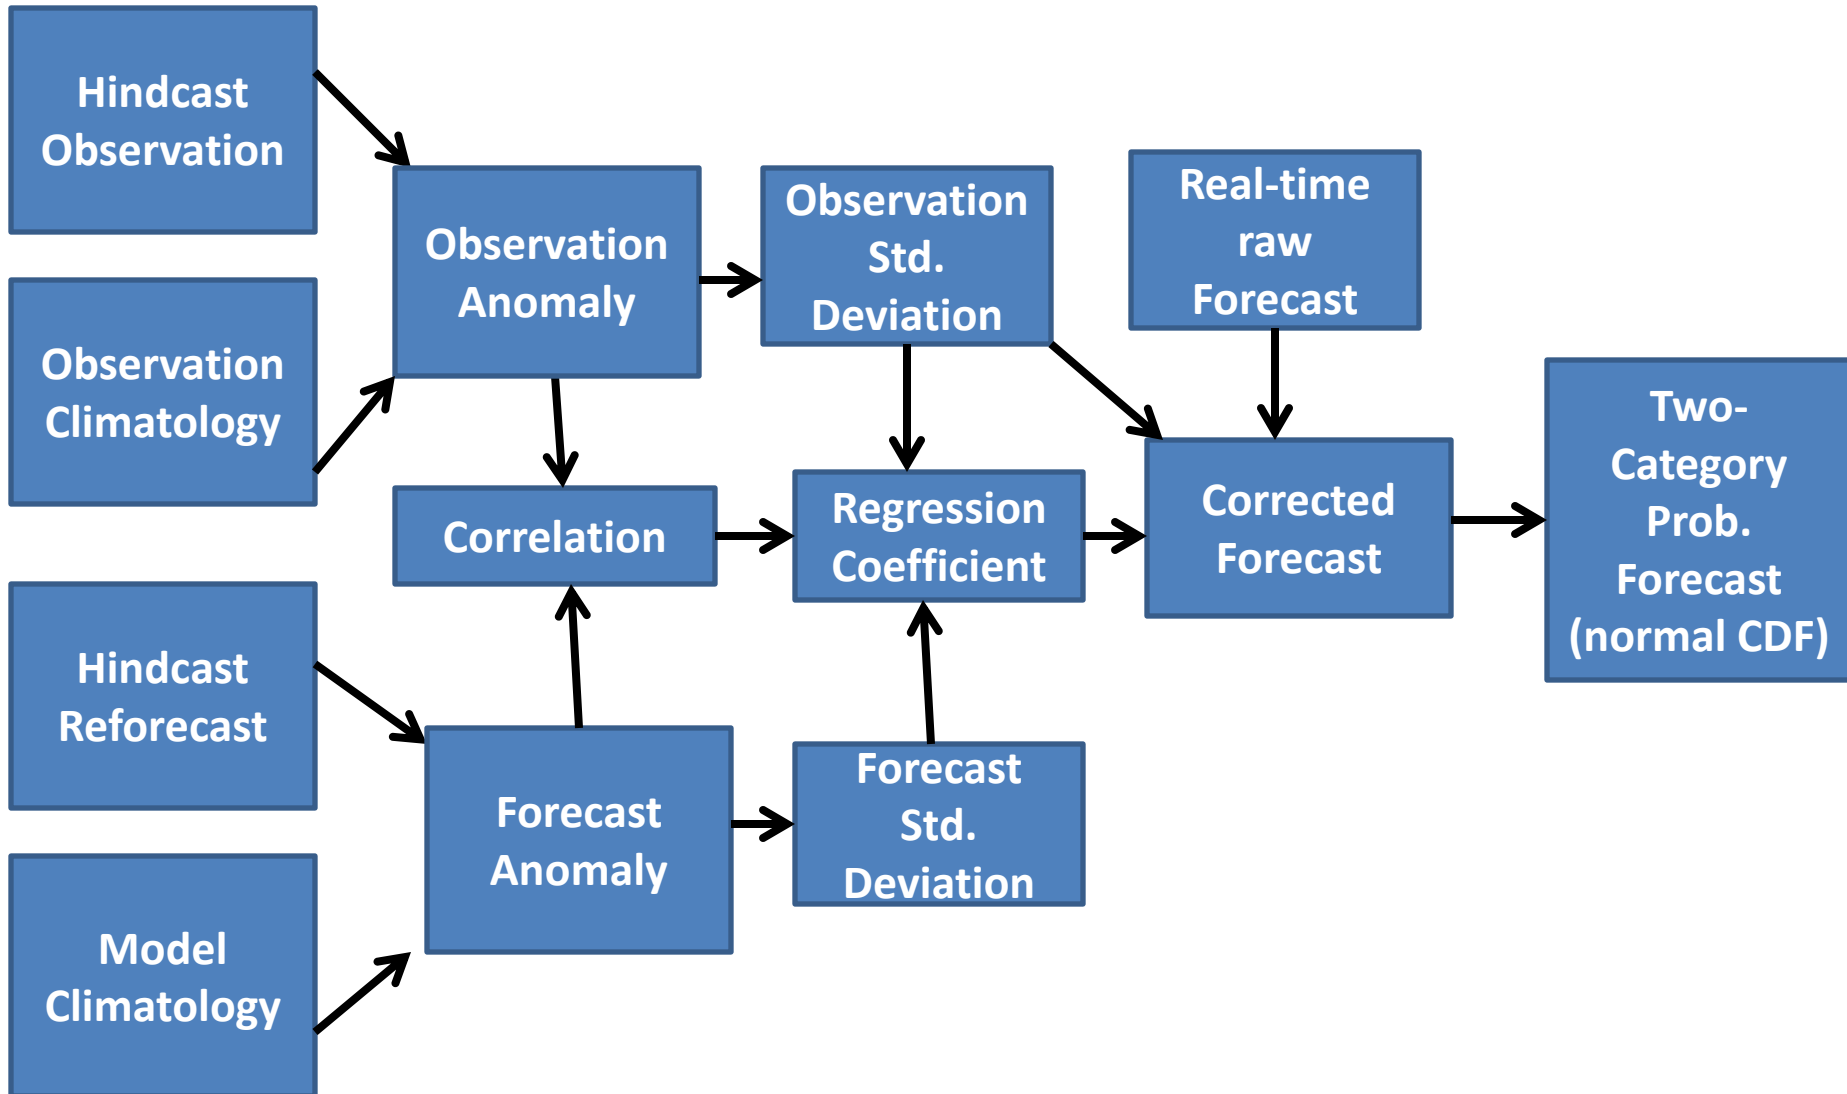 Hindcast
Observation
Observation
Climatology
Hindcast
Reforecast
Model
Climatology
Observation
Anomaly
Correlation
Forecast
Anomaly
Observation
Std.
Deviation
Regression
Coefficient
Forecast
Std.
Deviation
Real-time
raw
Forecast
Corrected
Forecast
Two-
Category
Prob.
Forecast
(normal CDF)